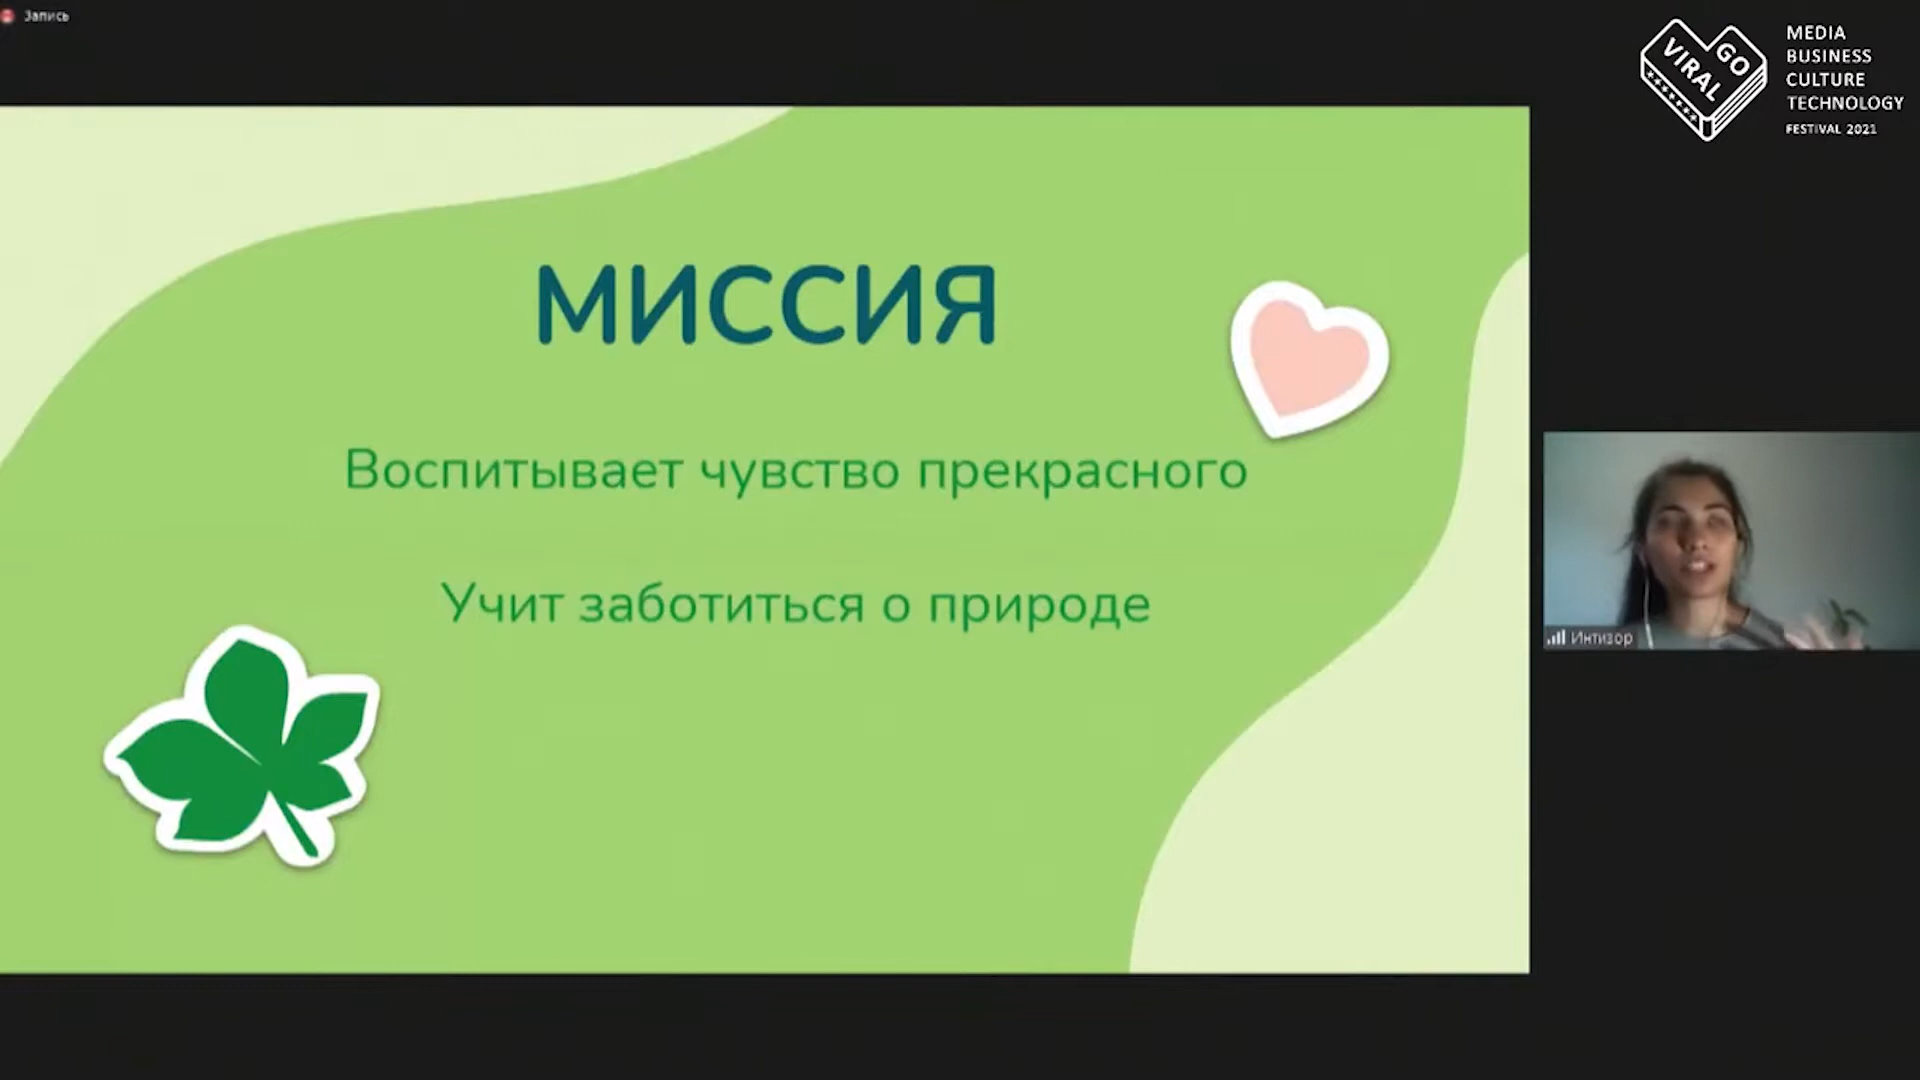 Запись
VIRAL
GO
MEDIA
BUSINESS
CULTURE
TECHNOLOGY
FESTIVAL 2021
МИССИЯ
Воспитывает чувство прекрасного
Учит заботиться о природе
Интизор